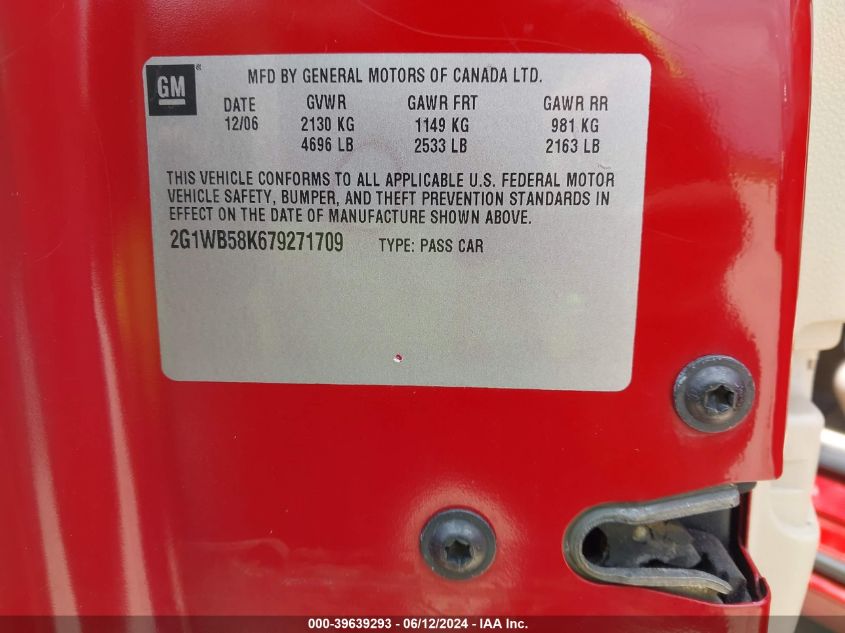 GM
MFD BY GENERAL MOTORS OF CANADA LTD.
DATE GVWR GAWR FRT GAWR RR
12/06 2130 KG 1149 KG 981 KG
4696 LB 2533 LB 2163 LB
THIS VEHICLE CONFORMS TO ALL APPLICABLE U.S. FEDERAL MOTOR
VEHICLE SAFETY, BUMPER, AND THEFT PREVENTION STANDARDS IN
EFFECT ON THE DATE OF MANUFACTURE SHOWN ABOVE.
2G1WB58K679271709 TYPE: PASS CAR
000-39639293 - 06/12/2024 - IAA Inc.